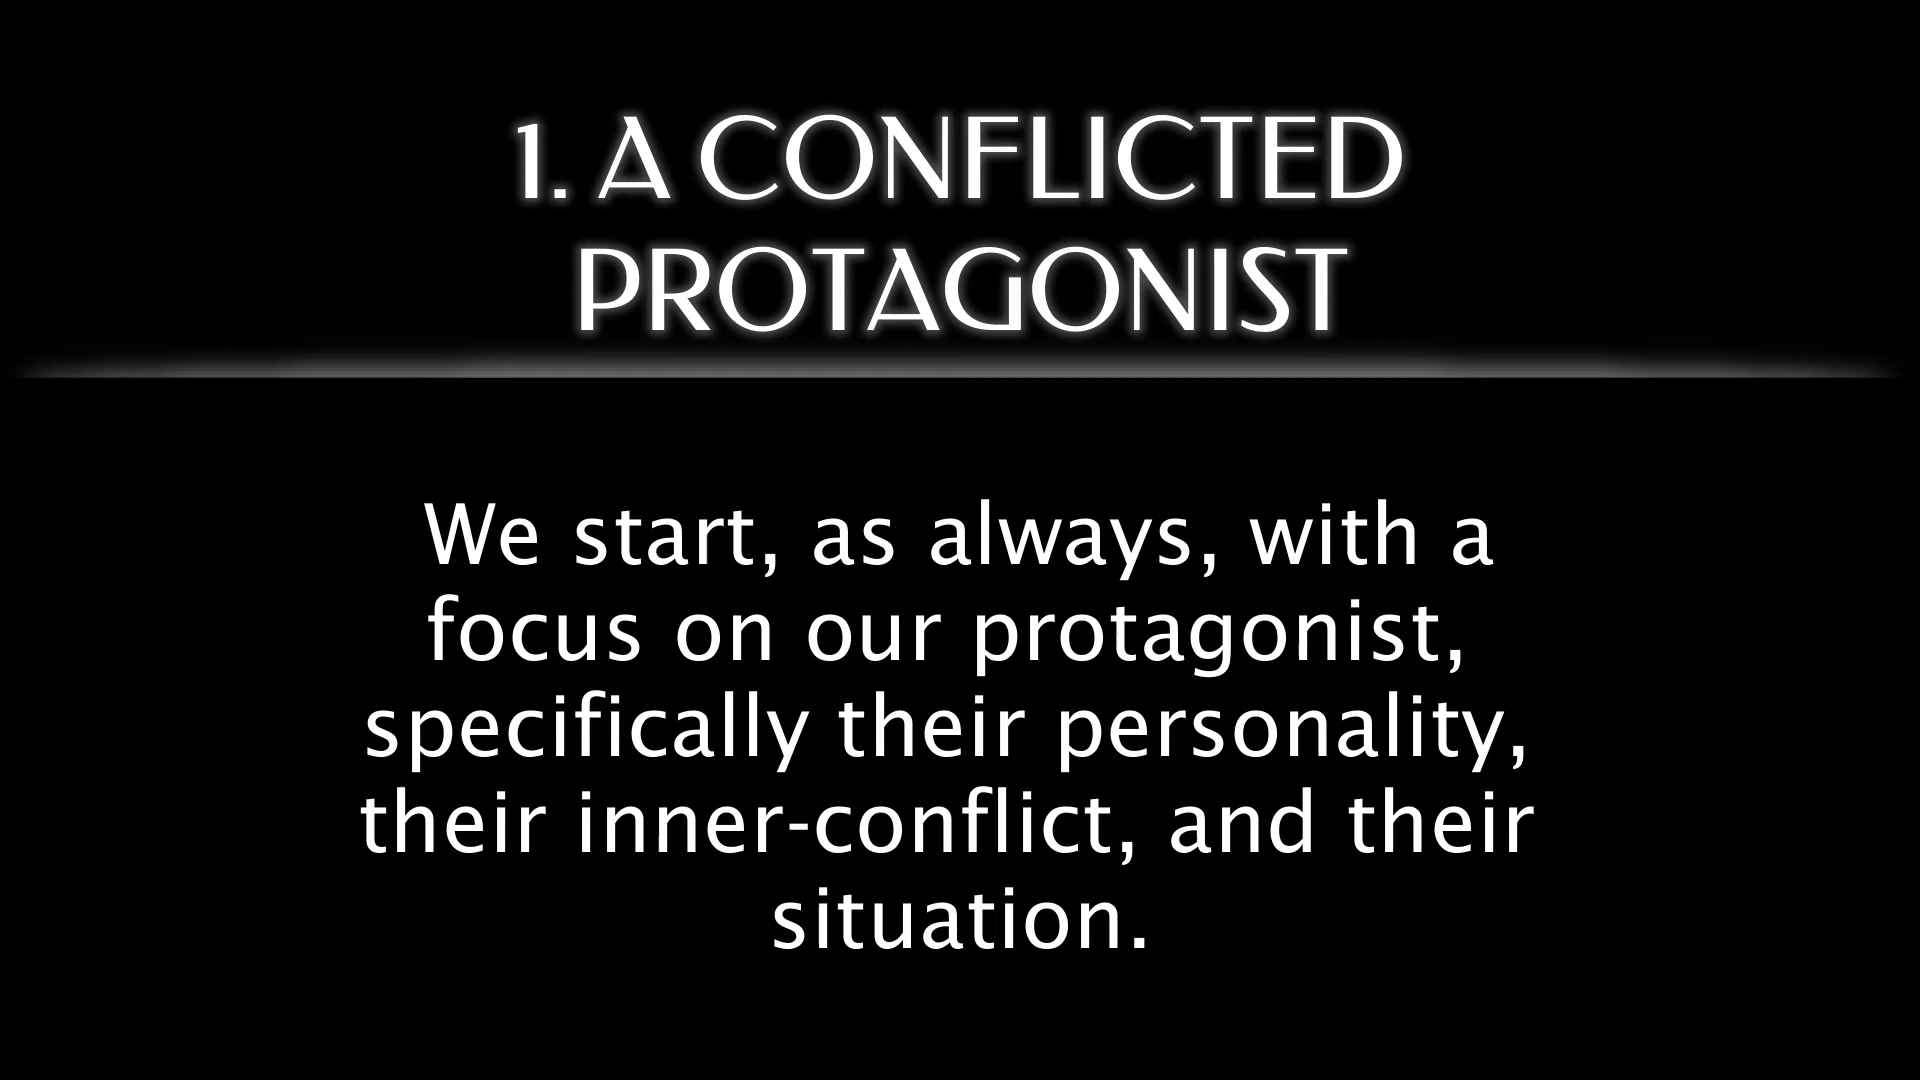 1. A CONFLICTED
PROTAGONIST
We start, as always, with a
focus on our protagonist,
specifically their personality,
their inner-conflict, and their
situation.